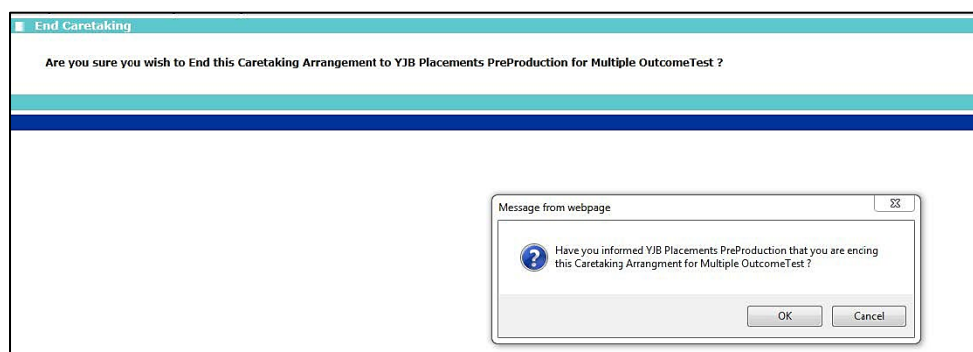 End Caretaking
Are you sure you wish to End this Caretaking Arrangement to YJB Placements PreProduction for Multiple OutcomeTest ?
Message from webpage
Have you informed YJB Placements PreProduction that you are ending
this Caretaking Arrangment for Multiple OutcomeTest ?
OK
Cancel